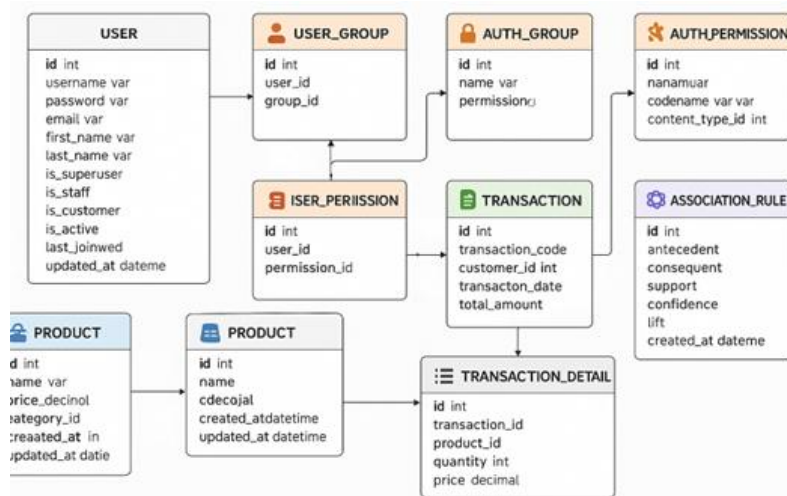 USER
id int
username var
password var
email var
first_name var
last_name var
is_superuser
is_staff
is_customer
is_active
last_joinwed
updated_at dateme
USER_GROUP
id int
user_id
group_id
AUTH_GROUP
id int
name var
permission
AUTH_PERMISSION
id int
nanamuar
codename var var
content_type_id int
ISER_PERIISSION
id int
user_id
permission_id
TRANSACTION
id int
transaction_code
customer_id int
transacton_date
total_amount
ASSOCIATION_RULE
id int
antecedent
consequent
support
confidence
lift
created_at dateme
PRODUCT
id int
name var
price_decinol
eategory_id
creaated_at in
updated_at datie
PRODUCT
id int
name
cdecojal
created_atdatetime
updated_at datetime
TRANSACTION_DETAIL
id int
transaction_id
product_id
quantity int
price decimal